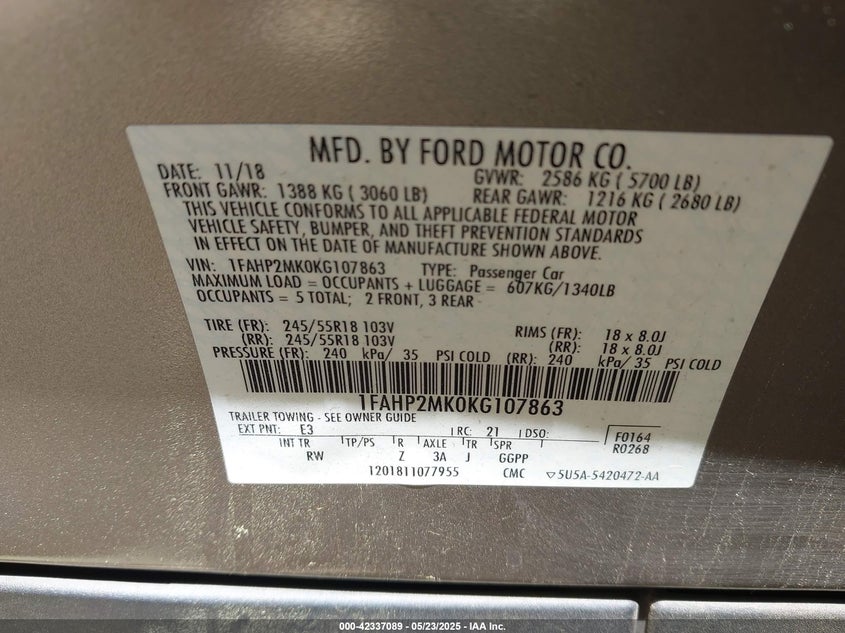 MFD. BY FORD MOTOR CO.
DATE: 11/18 GVWR: 2586 KG ( 5700 LB)
FRONT GAWR: 1388 KG ( 3060 LB) REAR GAWR: 1216 KG ( 2680 LB)
THIS VEHICLE CONFORMS TO ALL APPLICABLE FEDERAL MOTOR
VEHICLE SAFETY, BUMPER, AND THEFT PREVENTION STANDARDS
IN EFFECT ON THE DATE OF MANUFACTURE SHOWN ABOVE.
VIN: 1FAHP2MK0KG107863 TYPE: Passenger Car
MAXIMUM LOAD = OCCUPANTS + LUGGAGE = 607KG/1340LB
OCCUPANTS = 5 TOTAL; 2 FRONT, 3 REAR
TIRE (FR): 245/55R18 103V RIMS (FR): 18 x 8.0J
(RR): 245/55R18 103V (RR): 18 x 8.0J
PRESSURE (FR): 240 kPa/ 35 PSI COLD (RR): 240 kPa/ 35 PSI COLD
1FAHP2MK0KG107863
TRAILER TOWING - SEE OWNER GUIDE
EXT PNT: E3 RC: 21 DSO: F0164
INT TR TP/PS R AXLE TR SPR R0268
RW Z 3A J GGPP
1201811077955 CMC ▽5U5A-5420472-AA
000-42337089 - 05/23/2025 - IAA Inc.